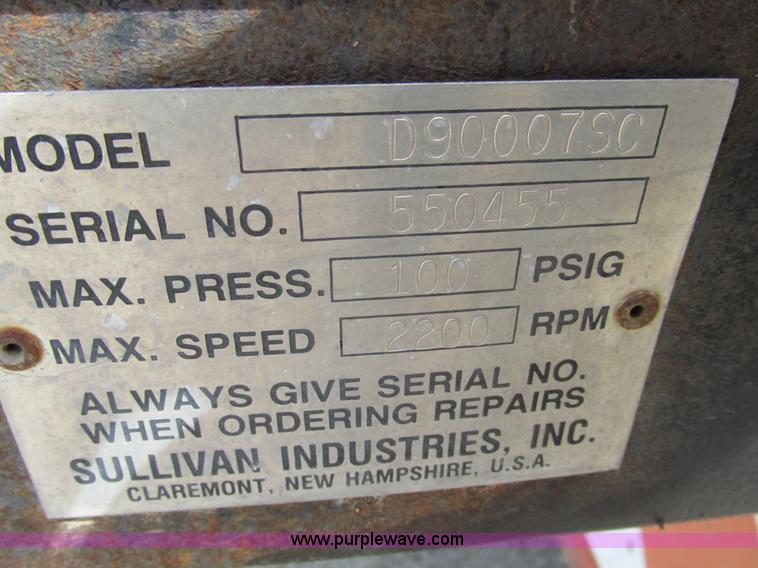 MODEL D900Q7SC
SERIAL NO. 550455
MAX. PRESS. 100 PSIG
MAX. SPEED 2200 RPM
ALWAYS GIVE SERIAL NO.
WHEN ORDERING REPAIRS
SULLIVAN INDUSTRIES, INC.
CLAREMONT, NEW HAMPSHIRE, U.S.A.
www.purplewave.com